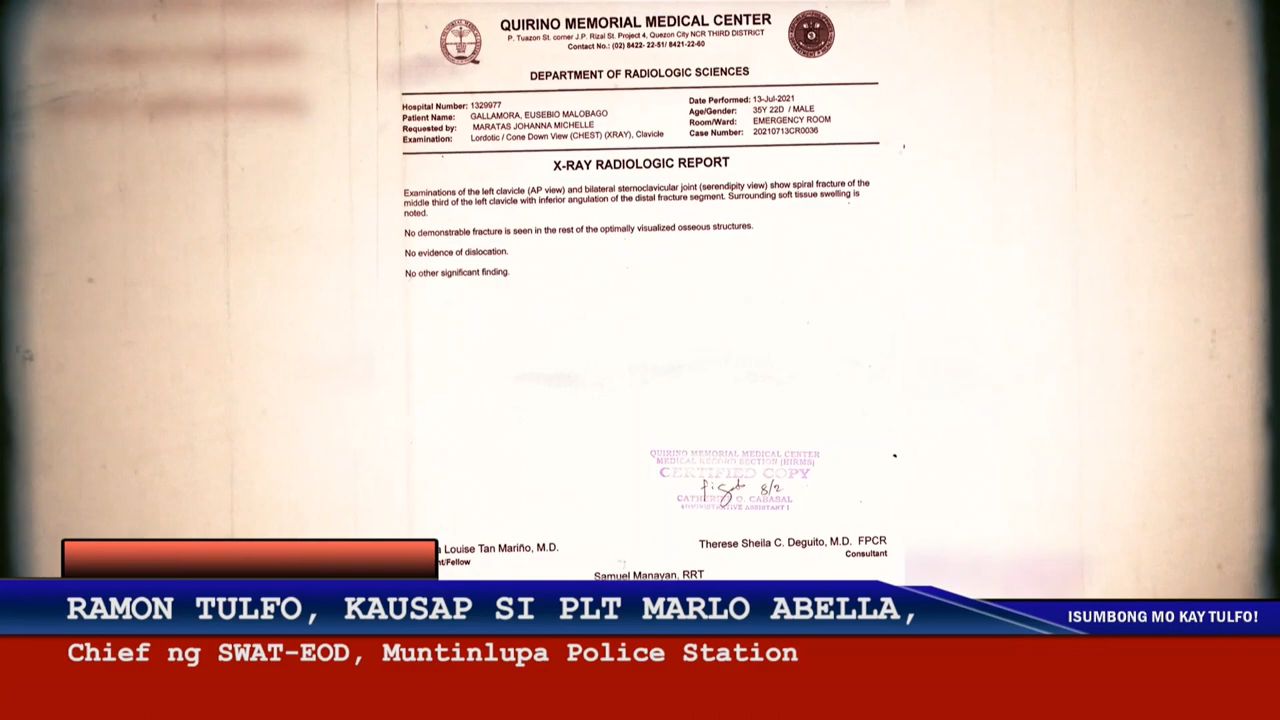 QUIRINO MEMORIAL MEDICAL CENTER
P. Tuazon St. corner J.P. Rizal St. Project 4, Quezon City NCR THIRD DISTRICT
Contact No.: (02) 8422- 22-51/ 8421-22-60
DEPARTMENT OF RADIOLOGIC SCIENCES
Hospital Number: 1329977
Patient Name: GALLAMORA, EUSEBIO MALOBAGO
Requested by: MARATAS JOHANNA MICHELLE
Examination: Lordotic / Cone Down View (CHEST) (XRAY), Clavicle
Date Performed: 13-Jul-2021
Age/Gender: 35Y 22D / MALE
Room/Ward: EMERGENCY ROOM
Case Number: 20210713CR0036
X-RAY RADIOLOGIC REPORT
Examinations of the left clavicle (AP view) and bilateral sternoclavicular joint (serendipity view) show spiral fracture of the
middle third of the left clavicle with inferior angulation of the distal fracture segment. Surrounding soft tissue swelling is
noted.
No demonstrable fracture is seen in the rest of the optimally visualized osseous structures.
No evidence of dislocation.
No other significant finding.
QUIRINO MEMORIAL MEDICAL CENTER
MEDICAL RECORD SECTION (HIRMS)
CERTIFIED COPY
8/2
O. CABASAL
ADMINISTRATIVE ASSISTANT I
Louise Tan Mariño, M.D.
t/Fellow
Therese Sheila C. Deguito, M.D. FPCR
Consultant
Samuel Manayan, RRT
RAMON TULFO, KAUSAP SI PLT MARLO ABELLA,
Chief ng SWAT-EOD, Muntinlupa Police Station
ISUMBONG MO KAY TULFO!